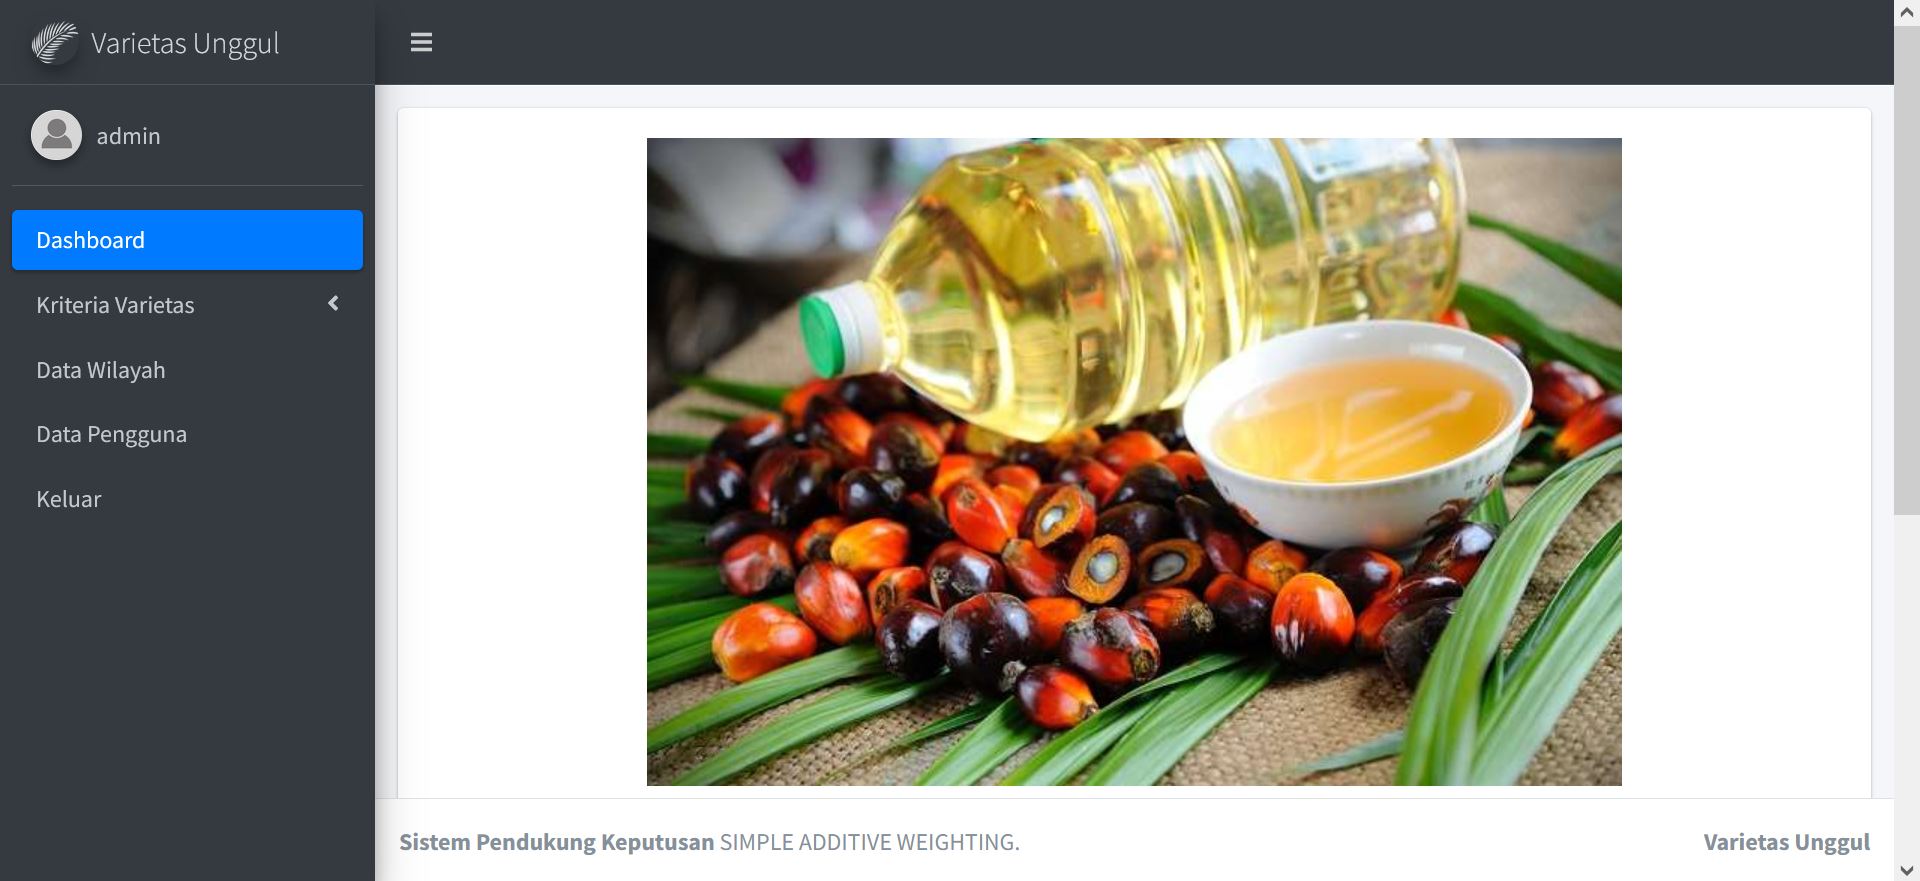 Varietas Unggul
admin
Dashboard
Kriteria Varietas
Data Wilayah
Data Pengguna
Keluar
Sistem Pendukung Keputusan SIMPLE ADDITIVE WEIGHTING.
Varietas Unggul